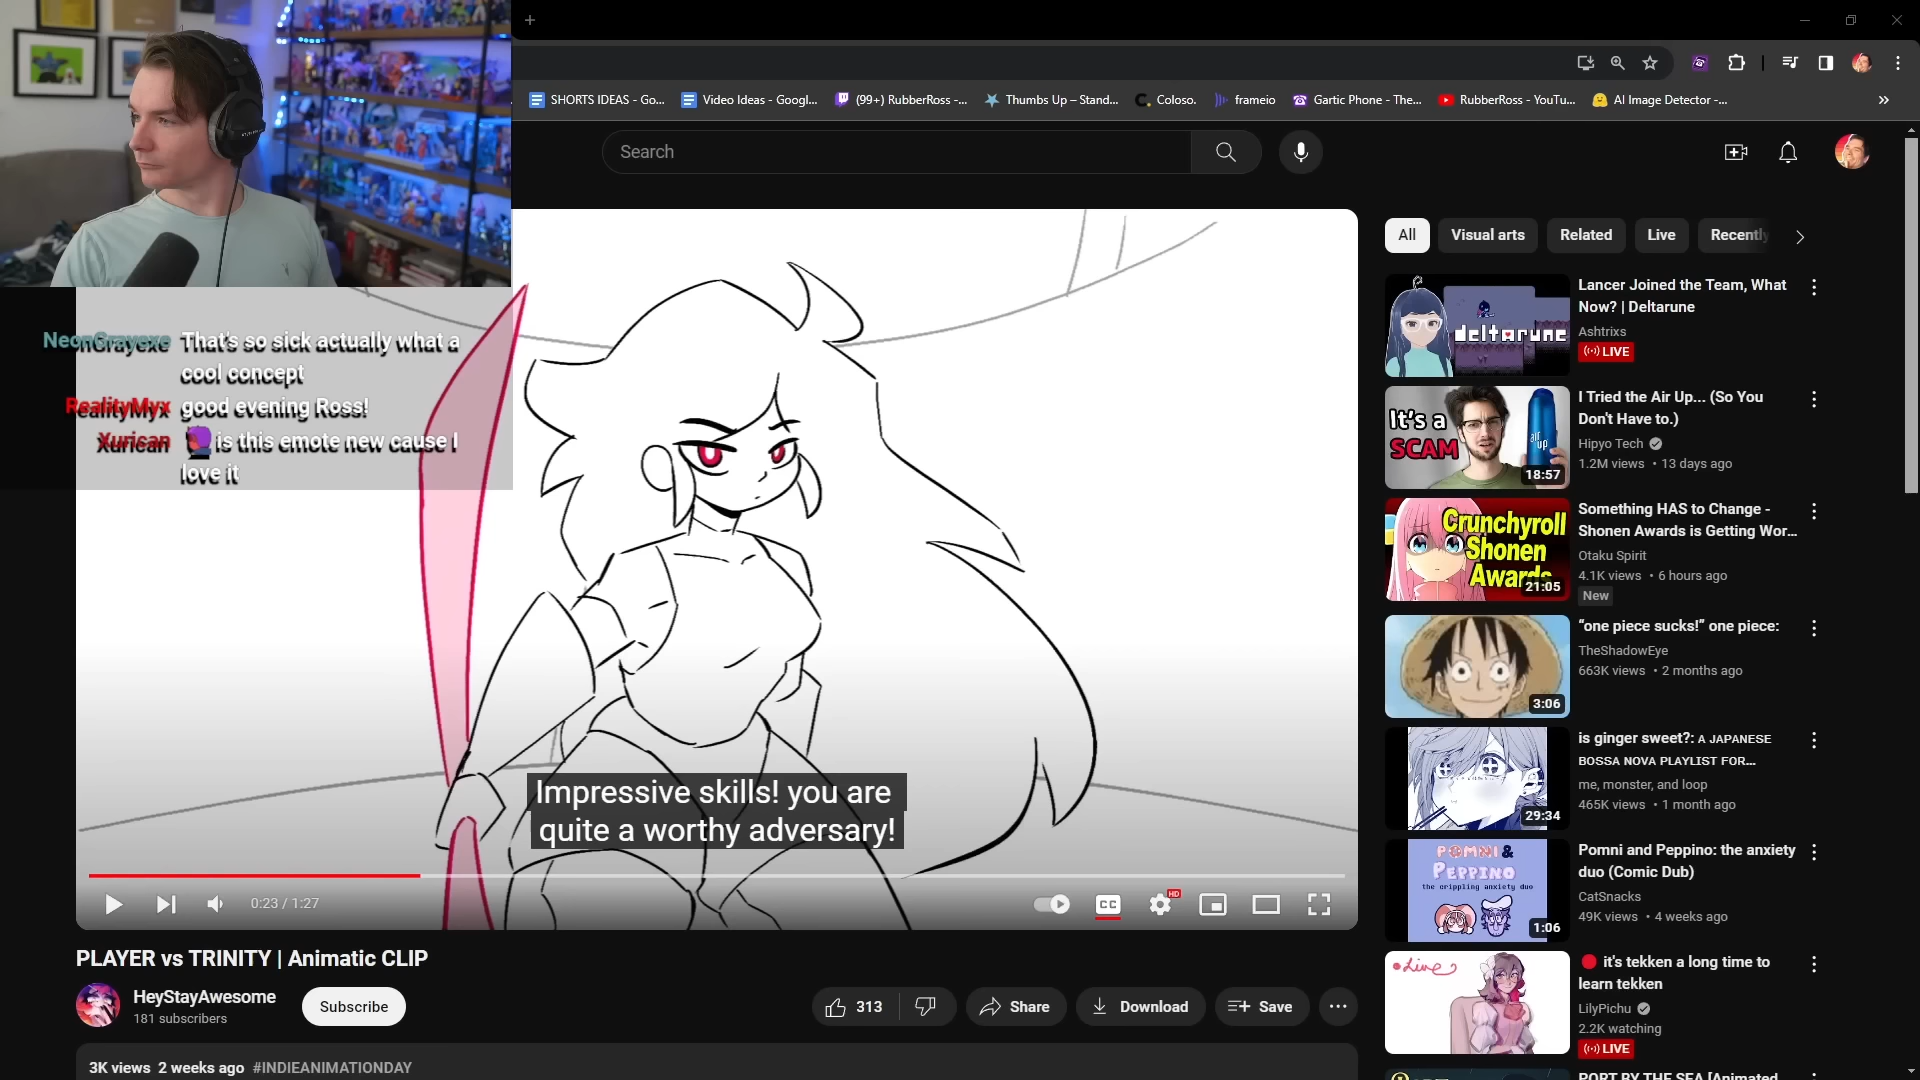 SHORTS IDEAS - Go...
Video Ideas - Googl...
(99+) RubberRoss -...
Thumbs Up – Stand...
Coloso.
frameio
Gartic Phone - The...
RubberRoss - YouTu...
AI Image Detector -...
Search
NeonGrayexe That's so sick actually what a
cool concept
RealityMyx good evening Ross!
Xurican is this emote new cause I
love it
Impressive skills! you are
quite a worthy adversary!
0:23 / 1:27
CC
HD
PLAYER vs TRINITY | Animatic CLIP
HeyStayAwesome
181 subscribers
Subscribe
313
Share
Download
Save
3K views 2 weeks ago #INDIEANIMATIONDAY
All
Visual arts
Related
Live
Recently
deltarune
Lancer Joined the Team, What
Now? | Deltarune
Ashtrixs
LIVE
It's a
SCAM
air up
18:57
I Tried the Air Up... (So You
Don't Have to.)
Hipyo Tech
1.2M views • 13 days ago
Crunchyroll
Shonen
Awards
21:05
Something HAS to Change -
Shonen Awards is Getting Wor...
Otaku Spirit
4.1K views • 6 hours ago
New
3:06
“one piece sucks!” one piece:
TheShadowEye
663K views • 2 months ago
29:34
is ginger sweet?: A JAPANESE
BOSSA NOVA PLAYLIST FOR...
me, monster, and loop
465K views • 1 month ago
POMNI &
PEPPINO
the crippling anxiety duo
1:06
Pomni and Peppino: the anxiety
duo (Comic Dub)
CatSnacks
49K views • 4 weeks ago
Live
it's tekken a long time to
learn tekken
LilyPichu
2.2K watching
LIVE
PORT BY THE SEA [Animated